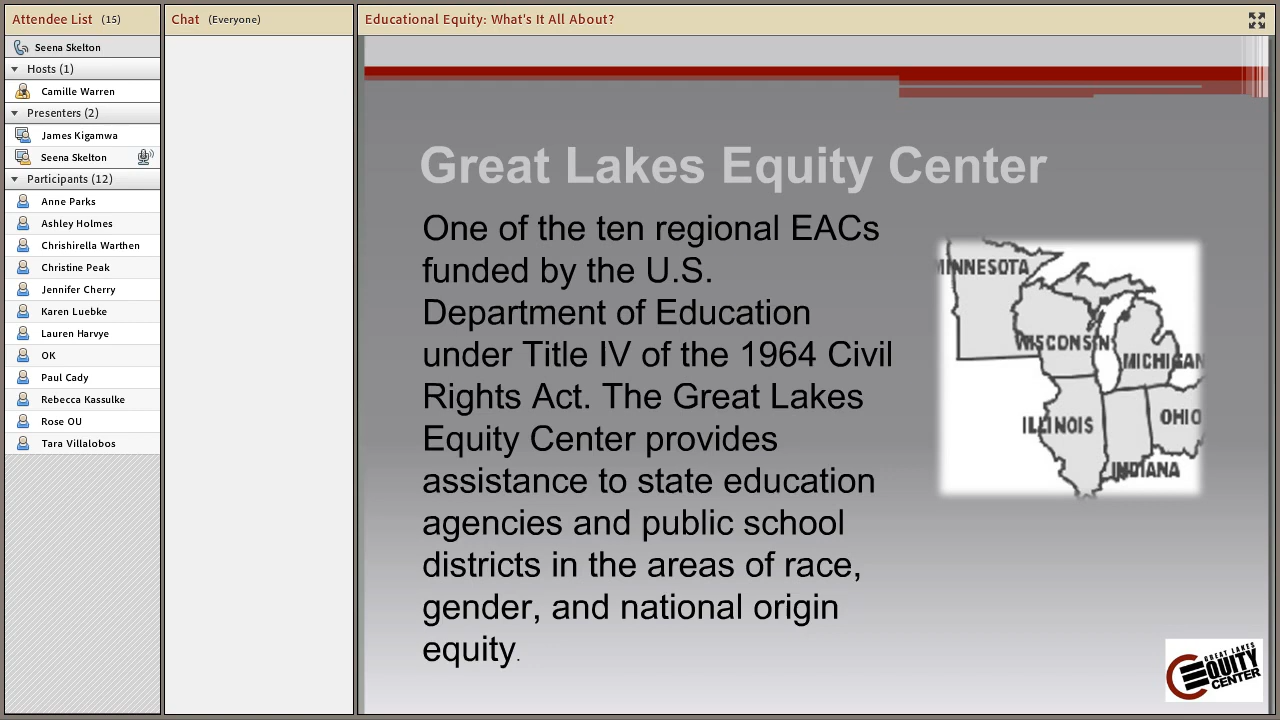 Attendee List (15)
Seena Skelton
Hosts (1)
Camille Warren
Presenters (2)
James Kigamwa
Seena Skelton
Participants (12)
Anne Parks
Ashley Holmes
Chrishirella Warthen
Christine Peak
Jennifer Cherry
Karen Luebke
Lauren Harvye
OK
Paul Cady
Rebecca Kassulke
Rose OU
Tara Villalobos
Chat (Everyone)
Educational Equity: What's It All About?
Great Lakes Equity Center
One of the ten regional EACs
funded by the U.S.
Department of Education
under Title IV of the 1964 Civil
Rights Act. The Great Lakes
Equity Center provides
assistance to state education
agencies and public school
districts in the areas of race,
gender, and national origin
equity.
MINNESOTA
WISCONSIN
MICHIGAN
ILLINOIS
OHIO
INDIANA
GREAT LAKES
EQUITY
CENTER